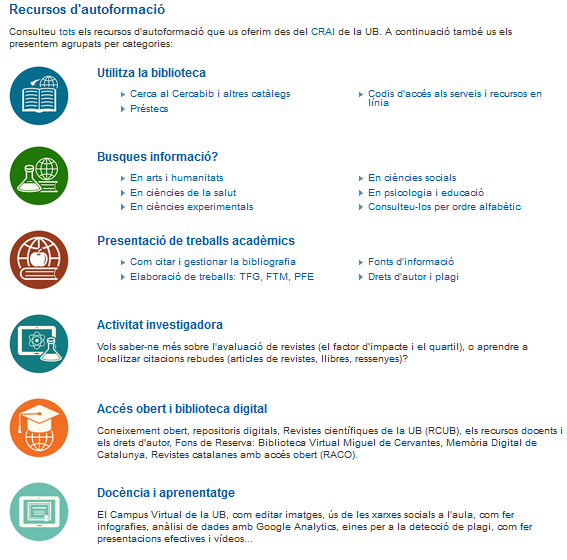 Recursos d'autoformació
Consulteu tots els recursos d'autoformació que us oferim des del CRAI de la UB. A continuació també us els
presentem agrupats per categories:
Utilitza la biblioteca
Cerca al Cercabib i altres catàlegs
Préstecs
Codis d'accés als serveis i recursos en
línia
Busques informació?
En arts i humanitats
En ciències de la salut
En ciències experimentals
En ciències socials
En psicologia i educació
Consulteu-los per ordre alfabètic
Presentació de treballs acadèmics
Com citar i gestionar la bibliografia
Elaboració de treballs: TFG, FTM, PFE
Fonts d'informació
Drets d'autor i plagi
Activitat investigadora
Vols saber-ne més sobre l'avaluació de revistes (el factor d'impacte i el quartil), o aprendre a
localitzar citacions rebudes (articles de revistes, llibres, ressenyes)?
Accés obert i biblioteca digital
Coneixement obert, repositoris digitals, Revistes científiques de la UB (RCUB), els recursos docents i
els drets d'autor, Fons de Reserva: Biblioteca Virtual Miguel de Cervantes, Memòria Digital de
Catalunya, Revistes catalanes amb accés obert (RACO).
Docència i aprenentatge
El Campus Virtual de la UB, com editar imatges, ús de les xarxes socials a l'aula, com fer
infografies, anàlisi de dades amb Google Analytics, eines per a la detecció de plagi, com fer
presentacions efectives i vídeos...